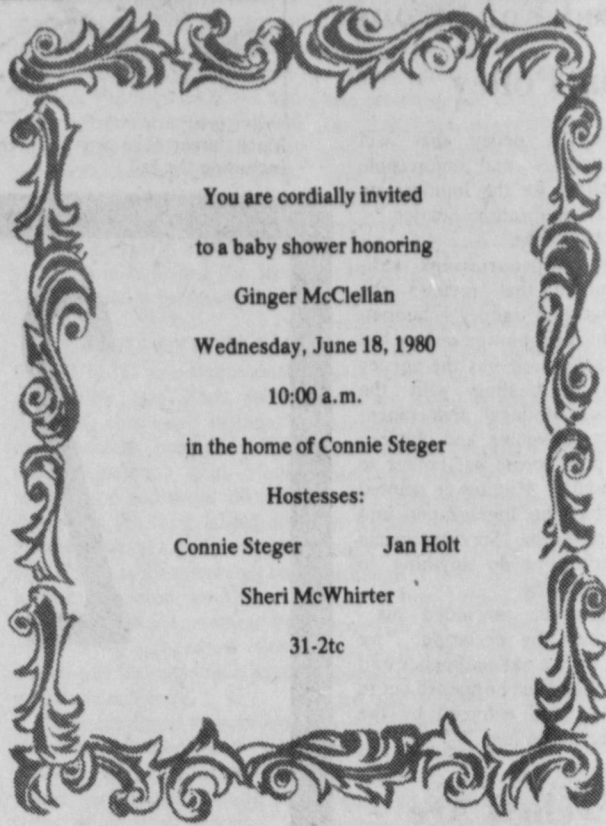 You are cordially invited
to a baby shower honoring
Ginger McClellan
Wednesday, June 18, 1980
10:00 a.m.
in the home of Connie Steger
Hostesses:
Connie Steger Jan Holt
Sheri McWhirter
31-2tc